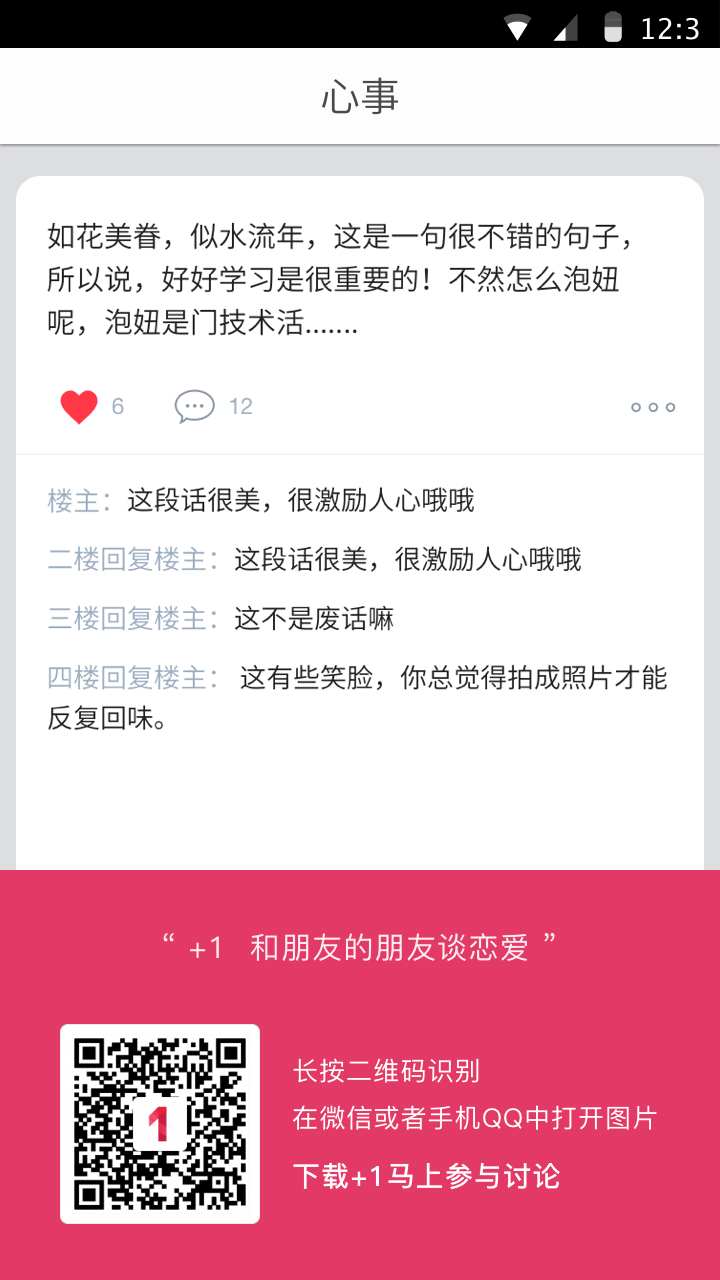 12:3
心事
如花美眷，似水流年，这是一句很不错的句子，
所以说，好好学习是很重要的！不然怎么泡妞
呢，泡妞是门技术活.......
6 12
楼主：这段话很美，很激励人心哦哦
二楼回复楼主：这段话很美，很激励人心哦哦
三楼回复楼主：这不是废话嘛
四楼回复楼主： 这有些笑脸，你总觉得拍成照片才能
反复回味。
“ +1 和朋友的朋友谈恋爱 ”
1
长按二维码识别
在微信或者手机QQ中打开图片
下载+1马上参与讨论